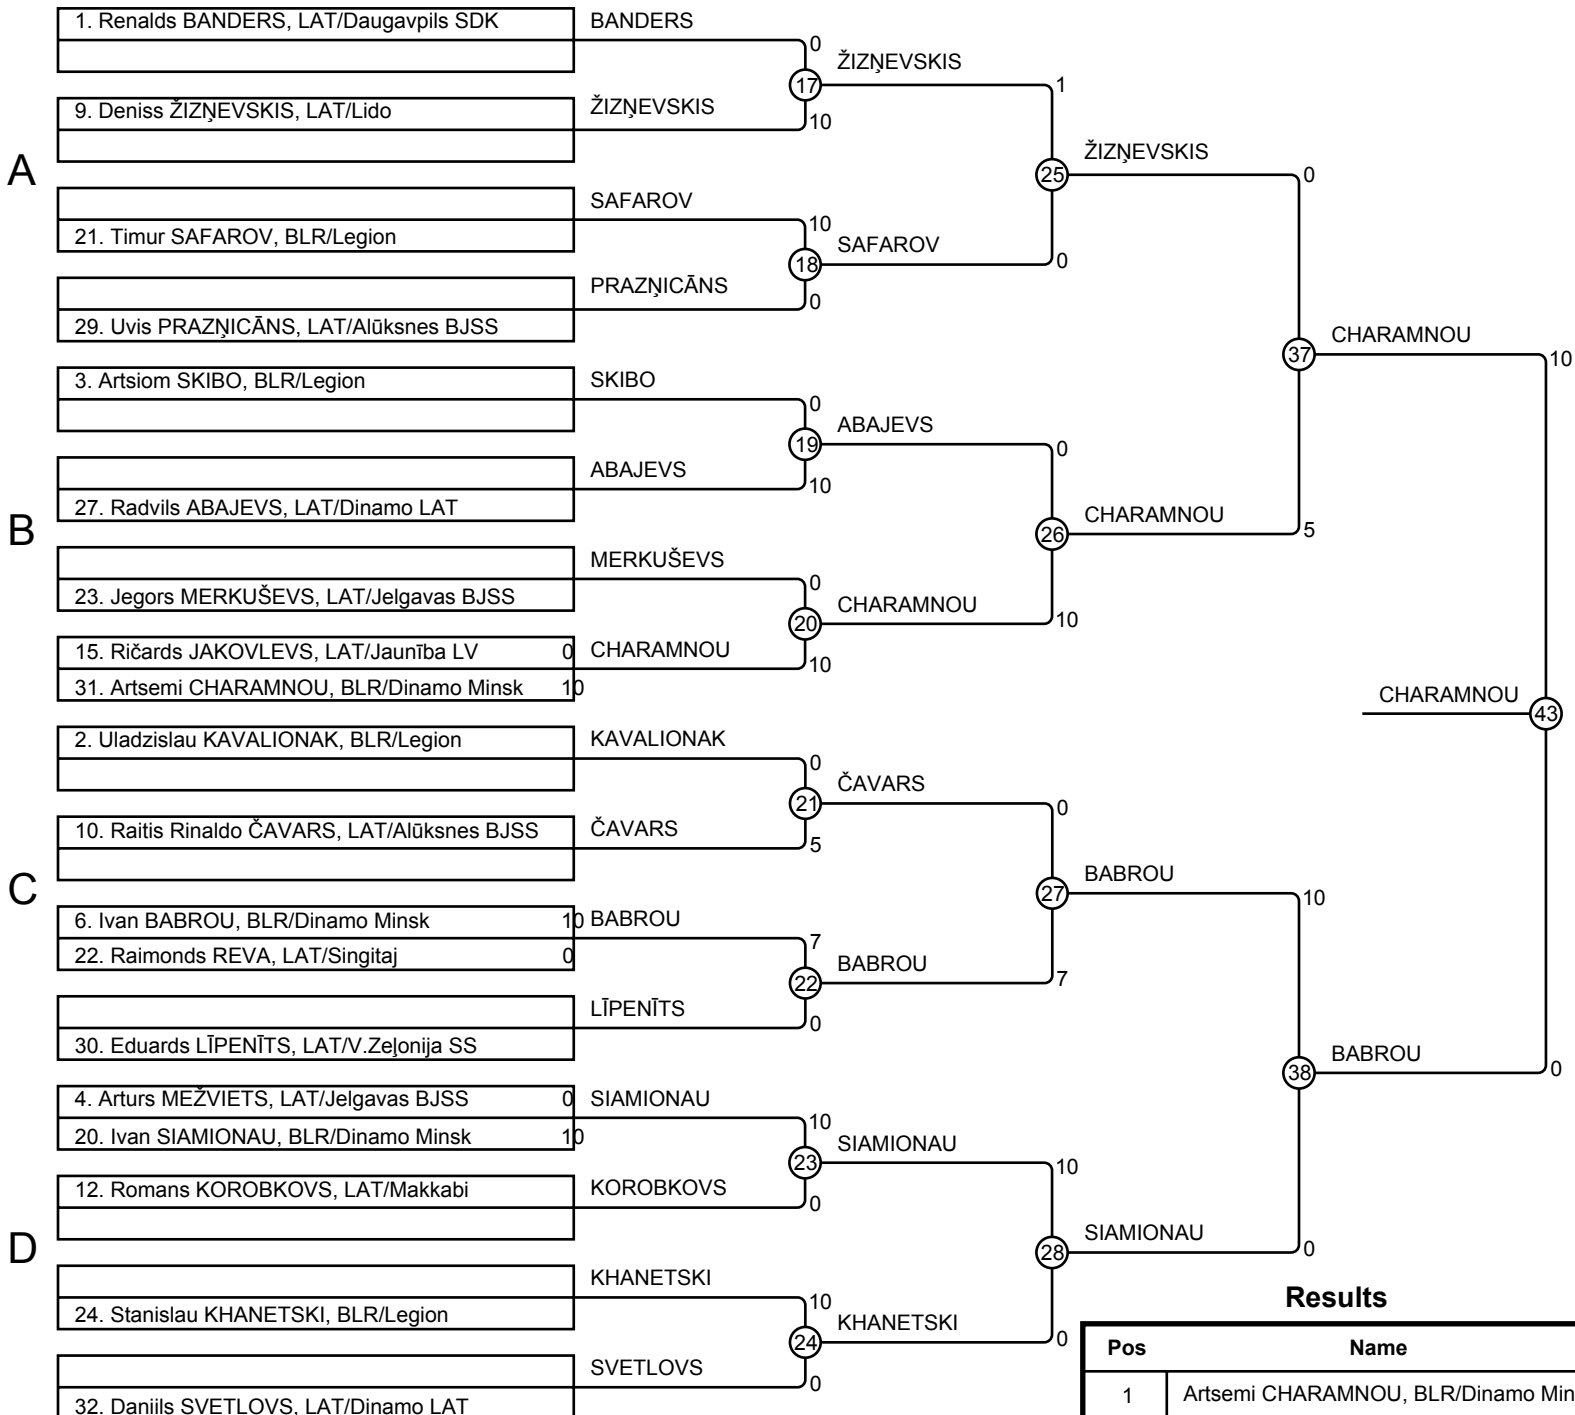 1. Renalds BANDERS, LAT/Daugavpils SDK
BANDERS
0
17
ŽIZŅEVSKIS
1
9. Deniss ŽIZŅEVSKIS, LAT/Lido
ŽIZŅEVSKIS
10
A
25
ŽIZŅEVSKIS
0
SAFAROV
21. Timur SAFAROV, BLR/Legion
10
18
SAFAROV
0
PRAZŅICĀNS
0
29. Uvis PRAZŅICĀNS, LAT/Alūksnes BJSS
37
CHARAMNOU
10
3. Artsiom SKIBO, BLR/Legion
SKIBO
0
19
ABAJEVS
0
ABAJEVS
10
27. Radvils ABAJEVS, LAT/Dinamo LAT
B
26
CHARAMNOU
5
MERKUŠEVS
23. Jegors MERKUŠEVS, LAT/Jelgavas BJSS
0
20
CHARAMNOU
10
15. Ričards JAKOVLEVS, LAT/Jaunība LV 0
CHARAMNOU
10
31. Artsemi CHARAMNOU, BLR/Dinamo Minsk 10
CHARAMNOU
43
2. Uladzislau KAVALIONAK, BLR/Legion
KAVALIONAK
0
21
ČAVARS
0
10. Raitis Rinaldo ČAVARS, LAT/Alūksnes BJSS
ČAVARS
5
C
27
BABROU
10
6. Ivan BABROU, BLR/Dinamo Minsk 10
BABROU
22. Raimonds REVA, LAT/Singitaj 0
7
22
BABROU
7
LĪPENĪTS
0
30. Eduards LĪPENĪTS, LAT/V.Zeļonija SS
38
BABROU
0
4. Arturs MEŽVIETS, LAT/Jelgavas BJSS 0
SIAMIONAU
20. Ivan SIAMIONAU, BLR/Dinamo Minsk 10
10
23
SIAMIONAU
10
12. Romans KOROBKOVS, LAT/Makkabi
KOROBKOVS
0
D
28
SIAMIONAU
0
KHANETSKI
24. Stanislau KHANETSKI, BLR/Legion
10
24
KHANETSKI
0
SVETLOVS
0
32. Daniils SVETLOVS, LAT/Dinamo LAT
Results
Pos Name
1 Artsemi CHARAMNOU, BLR/Dinamo Min